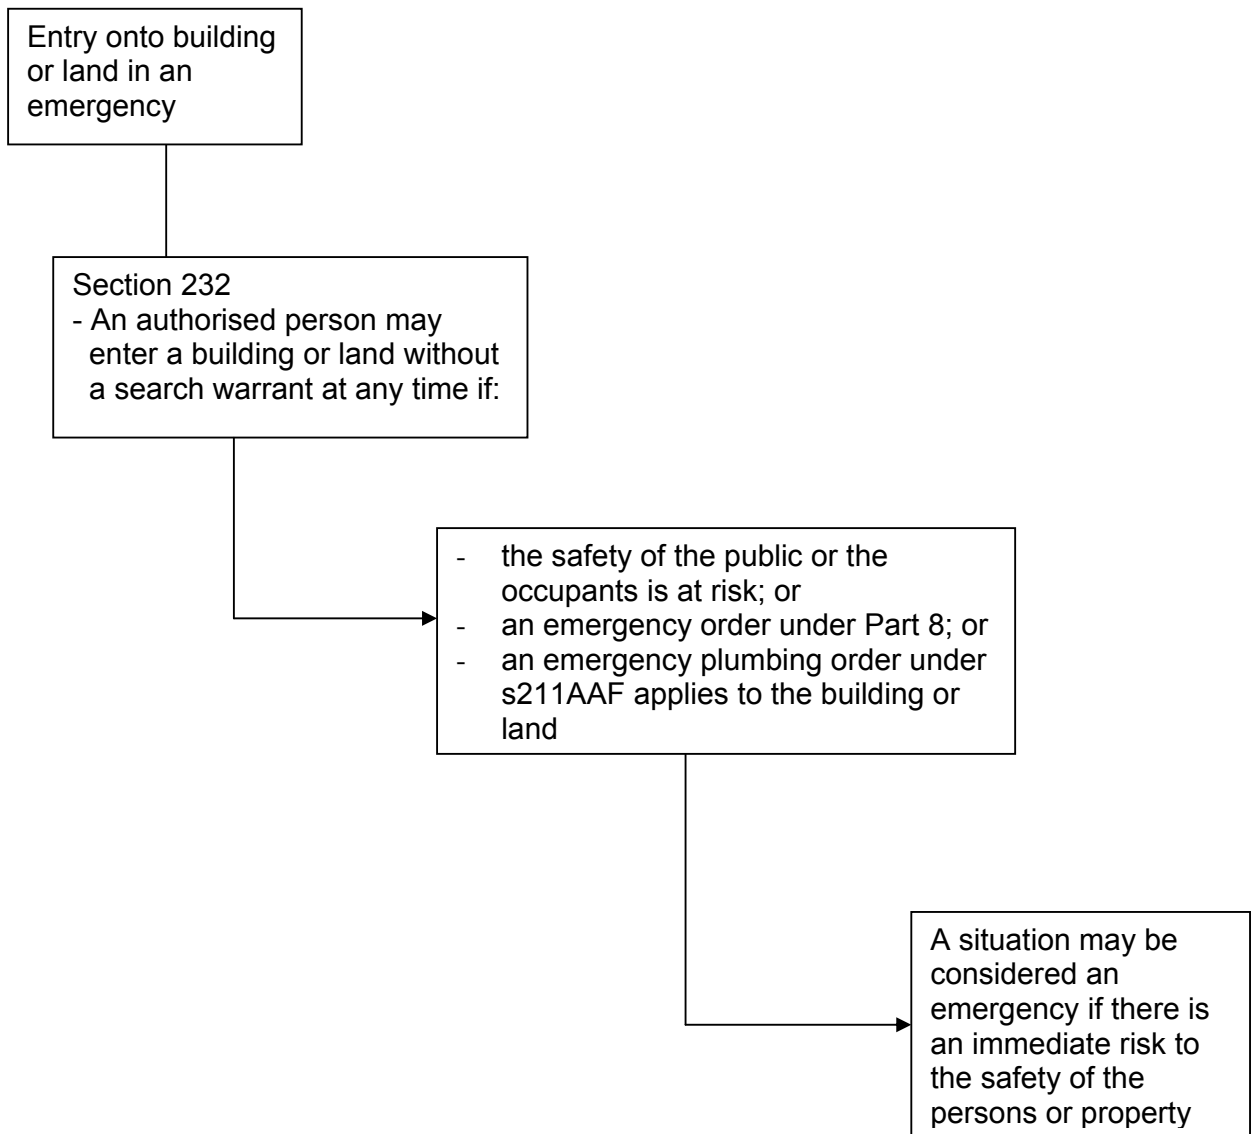 Entry onto building
or land in an
emergency
Section 232
- An authorised person may
enter a building or land without
a search warrant at any time if:
- the safety of the public or the
occupants is at risk; or
- an emergency order under Part 8; or
- an emergency plumbing order under
s211AAF applies to the building or
land
A situation may be
considered an
emergency if there is
an immediate risk to
the safety of the
persons or property